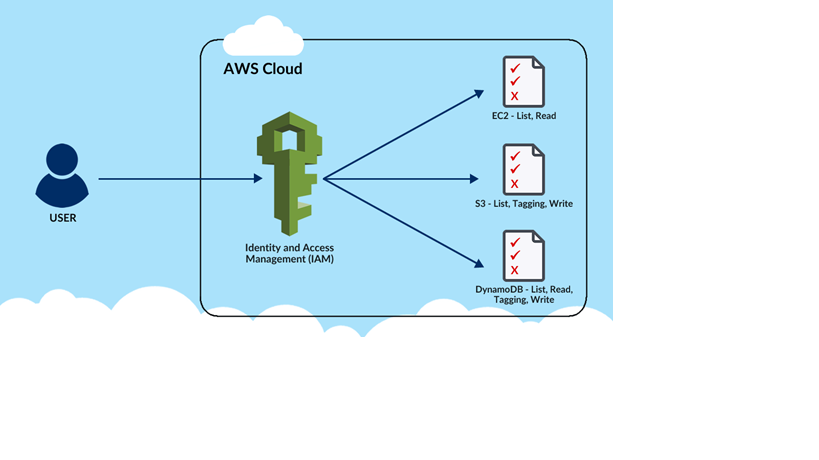 AWS Cloud
USER
Identity and Access
Management (IAM)
EC2 - List, Read
S3 - List, Tagging, Write
DynamoDB - List, Read,
Tagging, Write